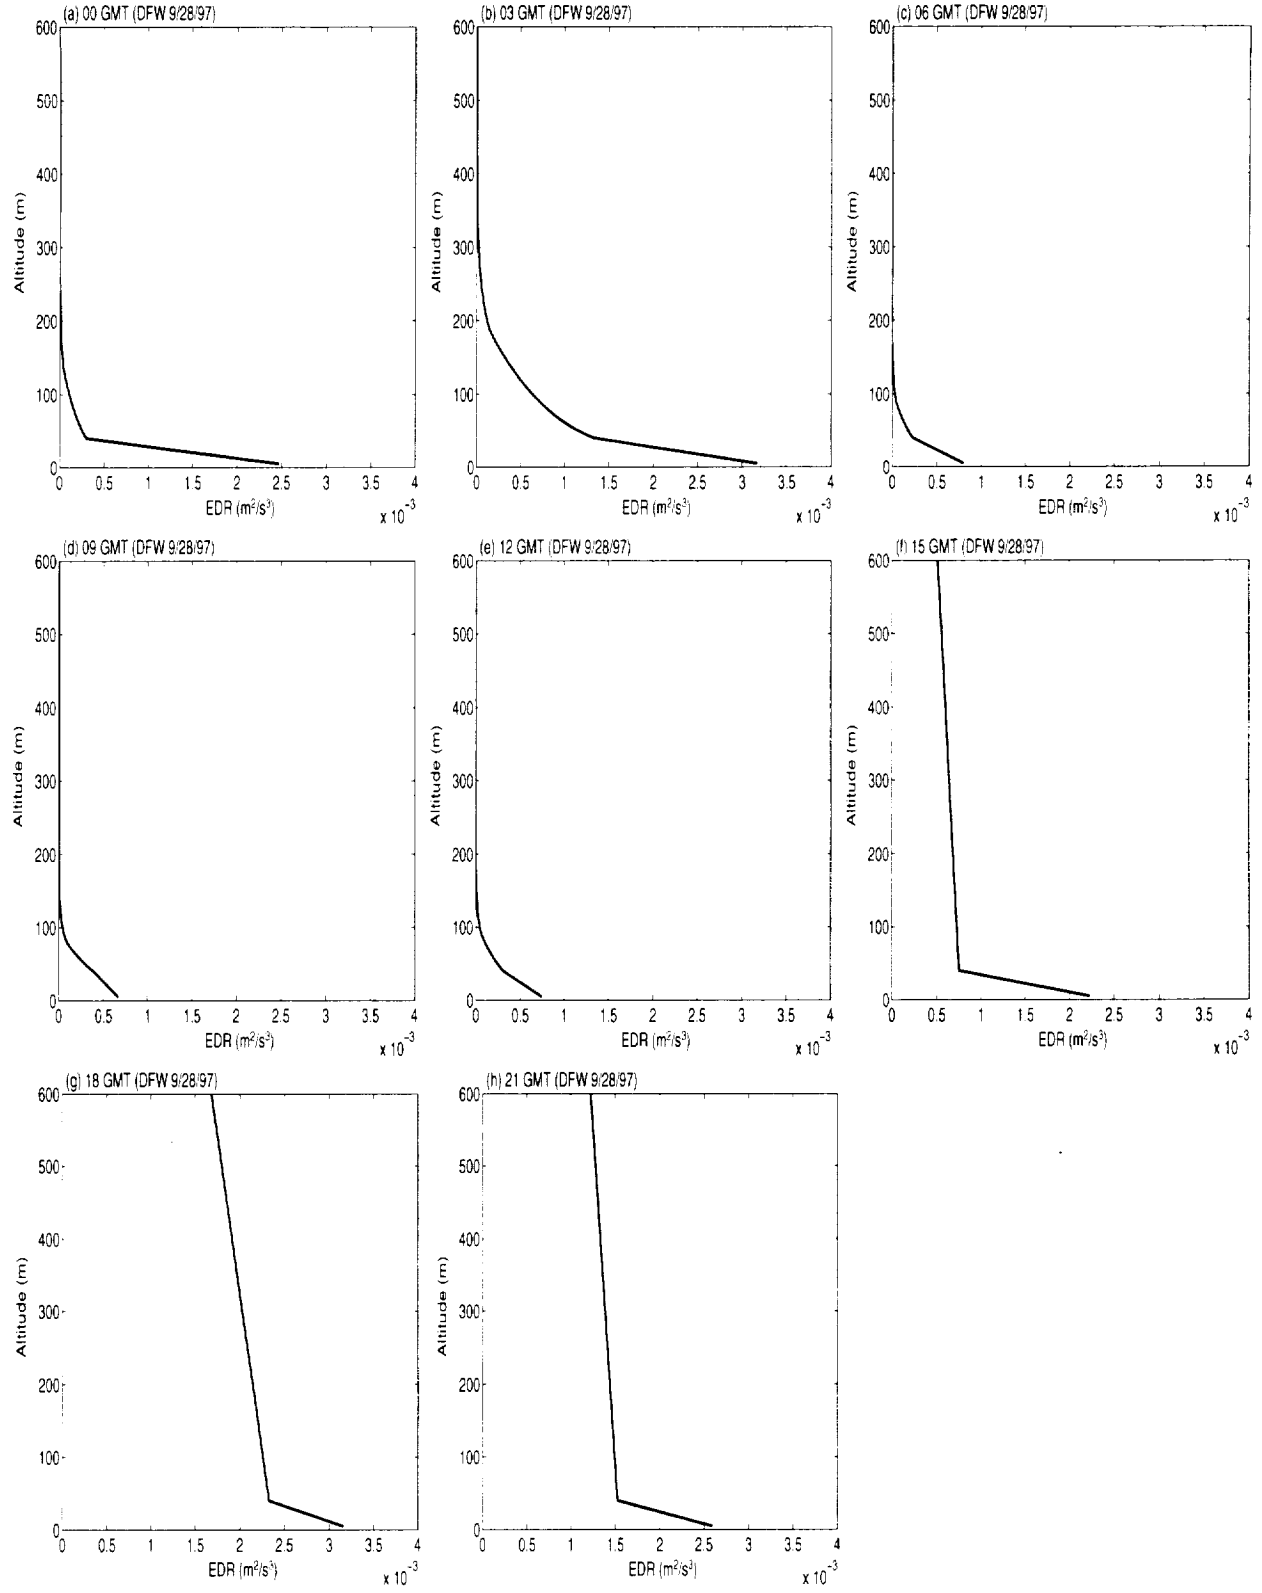 (a) 00 GMT (DFW 9/28/97)
600
500
400
300
200
100
0
Altitude (m)
0 0.5 1 1.5 2 2.5 3 3.5 4
EDR (m²/s³)
x 10⁻³
(b) 03 GMT (DFW 9/28/97)
600
500
400
300
200
100
0
Altitude (m)
0 0.5 1 1.5 2 2.5 3 3.5 4
EDR (m²/s³)
x 10⁻³
(c) 06 GMT (DFW 9/28/97)
600
500
400
300
200
100
0
Altitude (m)
0 0.5 1 1.5 2 2.5 3 3.5 4
EDR (m²/s³)
x 10⁻³
(d) 09 GMT (DFW 9/28/97)
600
500
400
300
200
100
0
Altitude (m)
0 0.5 1 1.5 2 2.5 3 3.5 4
EDR (m²/s³)
x 10⁻³
(e) 12 GMT (DFW 9/28/97)
600
500
400
300
200
100
0
Altitude (m)
0 0.5 1 1.5 2 2.5 3 3.5 4
EDR (m²/s³)
x 10⁻³
(f) 15 GMT (DFW 9/28/97)
600
500
400
300
200
100
0
Altitude (m)
0 0.5 1 1.5 2 2.5 3 3.5 4
EDR (m²/s³)
x 10⁻³
(g) 18 GMT (DFW 9/28/97)
600
500
400
300
200
100
0
Altitude (m)
0 0.5 1 1.5 2 2.5 3 3.5 4
EDR (m²/s³)
x 10⁻³
(h) 21 GMT (DFW 9/28/97)
600
500
400
300
200
100
0
Altitude (m)
0 0.5 1 1.5 2 2.5 3 3.5 4
EDR (m²/s³)
x 10⁻³